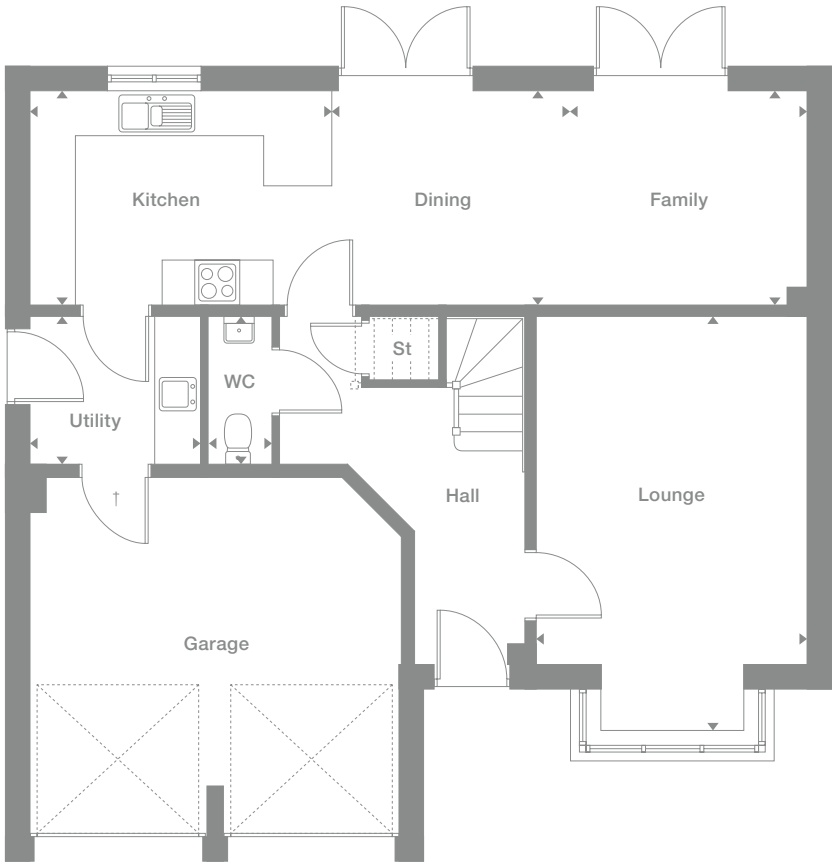 Kitchen
Dining
Family
St
WC
Utility
†
Hall
Lounge
Garage